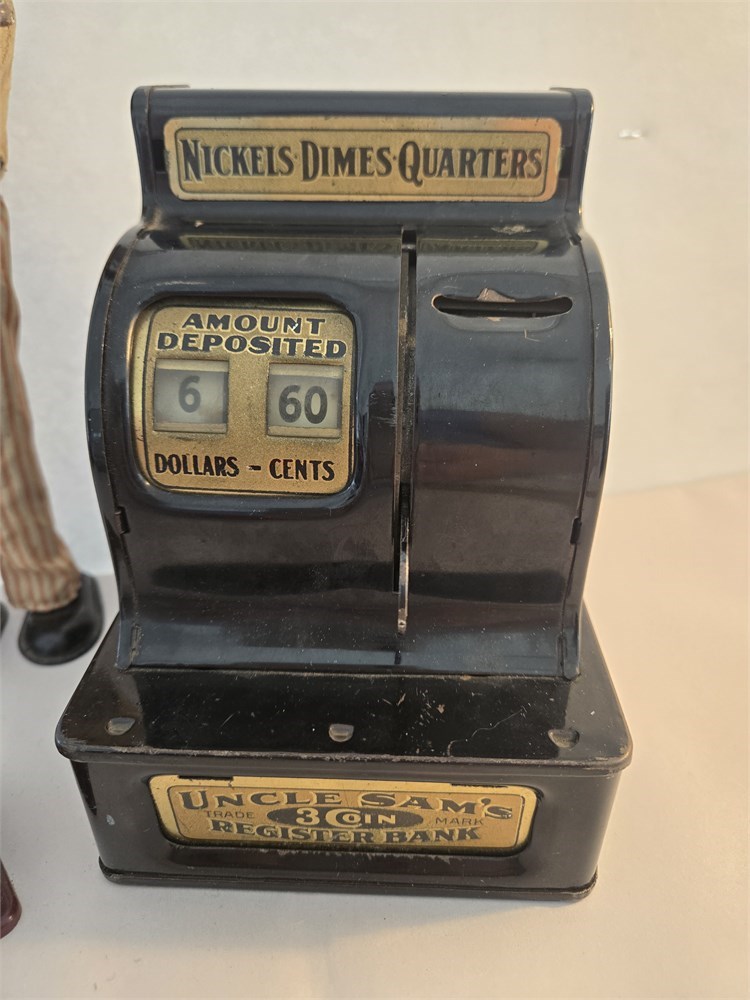 NICKELS·DIMES·QUARTERS
AMOUNT
DEPOSITED
6 60
DOLLARS - CENTS
UNCLE SAM'S
TRADE 3 COIN MARK
REGISTER BANK